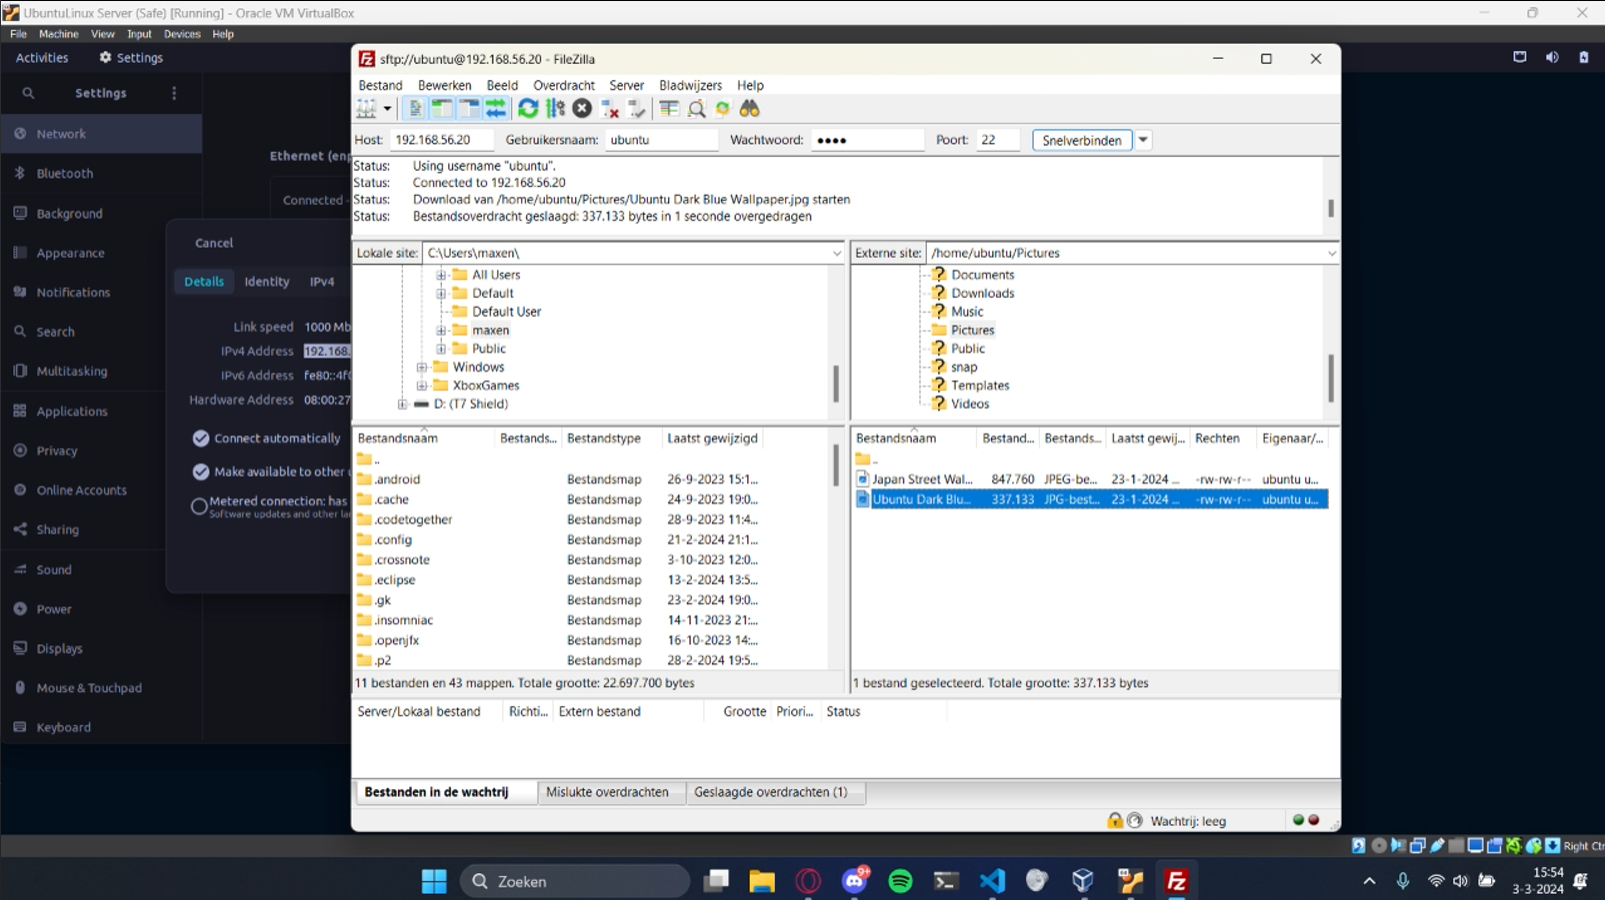 UbuntuLinux Server (Safe) [Running] - Oracle VM VirtualBox
File Machine View Input Devices Help
Activities Settings
Settings
Network
Bluetooth
Background
Appearance
Notifications
Search
Multitasking
Applications
Privacy
Online Accounts
Sharing
Sound
Power
Displays
Mouse & Touchpad
Keyboard
Ethernet (enp
Connected -
Cancel
Details Identity IPv4
Link speed 1000 Mb
IPv4 Address 192.168.
IPv6 Address fe80::4f0
Hardware Address 08:00:27
Connect automatically
Make available to other u
Metered connection: has
Software updates and other la
sftp://ubuntu@192.168.56.20 - FileZilla
Bestand Bewerken Beeld Overdracht Server Bladwijzers Help
Host: 192.168.56.20 Gebruikersnaam: ubuntu Wachtwoord: ●●●● Poort: 22 Snelverbinden
Status: Using username "ubuntu".
Status: Connected to 192.168.56.20
Status: Download van /home/ubuntu/Pictures/Ubuntu Dark Blue Wallpaper.jpg starten
Status: Bestandsoverdracht geslaagd: 337.133 bytes in 1 seconde overgedragen
Lokale site: C:\Users\maxen\
All Users
Default
Default User
maxen
Public
Windows
XboxGames
D: (T7 Shield)
Externe site: /home/ubuntu/Pictures
Documents
Downloads
Music
Pictures
Public
snap
Templates
Videos
Bestandsnaam Bestands... Bestandstype Laatst gewijzigd
..
.android Bestandsmap 26-9-2023 15:1...
.cache Bestandsmap 24-9-2023 19:0...
.codetogether Bestandsmap 28-9-2023 11:4...
.config Bestandsmap 21-2-2024 21:1...
.crossnote Bestandsmap 3-10-2023 12:0...
.eclipse Bestandsmap 13-2-2024 13:5...
.gk Bestandsmap 23-2-2024 19:0...
.insomniac Bestandsmap 14-11-2023 21:...
.openjfx Bestandsmap 16-10-2023 14:...
.p2 Bestandsmap 28-2-2024 19:5...
11 bestanden en 43 mappen. Totale grootte: 22.697.700 bytes
Bestandsnaam Bestand... Bestands... Laatst gewij... Rechten Eigenaar/...
..
Japan Street Wal... 847.760 JPEG-be... 23-1-2024 ... -rw-rw-r-- ubuntu u...
Ubuntu Dark Blu... 337.133 JPG-best... 23-1-2024 ... -rw-rw-r-- ubuntu u...
1 bestand geselecteerd. Totale grootte: 337.133 bytes
Server/Lokaal bestand Richti... Extern bestand Grootte Priori... Status
Bestanden in de wachtrij Mislukte overdrachten Geslaagde overdrachten (1)
Wachtrij: leeg
Right Ctr
Zoeken
9+
15:54
3-3-2024